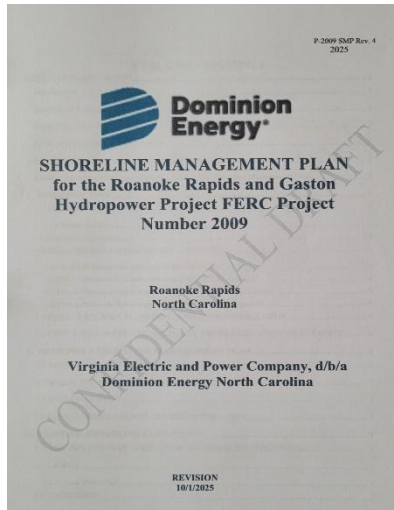 P-2009 SMP Rev. 4
2025
Dominion
Energy®
SHORELINE MANAGEMENT PLAN
for the Roanoke Rapids and Gaston
Hydropower Project FERC Project
Number 2009
CONFIDENTIAL DRAFT
Roanoke Rapids
North Carolina
Virginia Electric and Power Company, d/b/a
Dominion Energy North Carolina
REVISION
10/1/2025